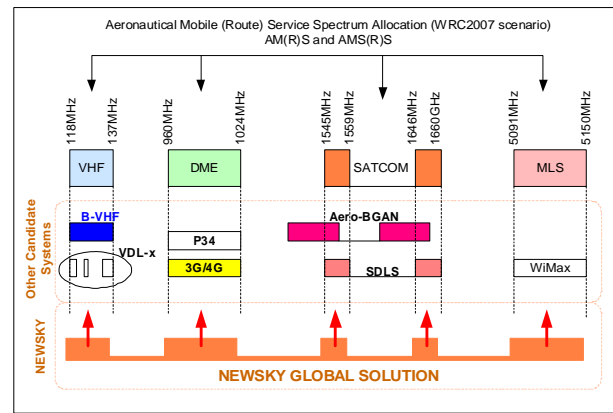 Aeronautical Mobile (Route) Service Spectrum Allocation (WRC2007 scenario)
AM(R)S and AMS(R)S
118MHz
137MHz
960MHz
1024MHz
1545MHz
1559MHz
1646MHz
1660GHz
5091MHz
5150MHz
VHF
DME
SATCOM
MLS
Other Candidate
Systems
B-VHF
Aero-BGAN
P34
VDL-x
3G/4G
SDLS
WiMax
NEWSKY
NEWSKY GLOBAL SOLUTION